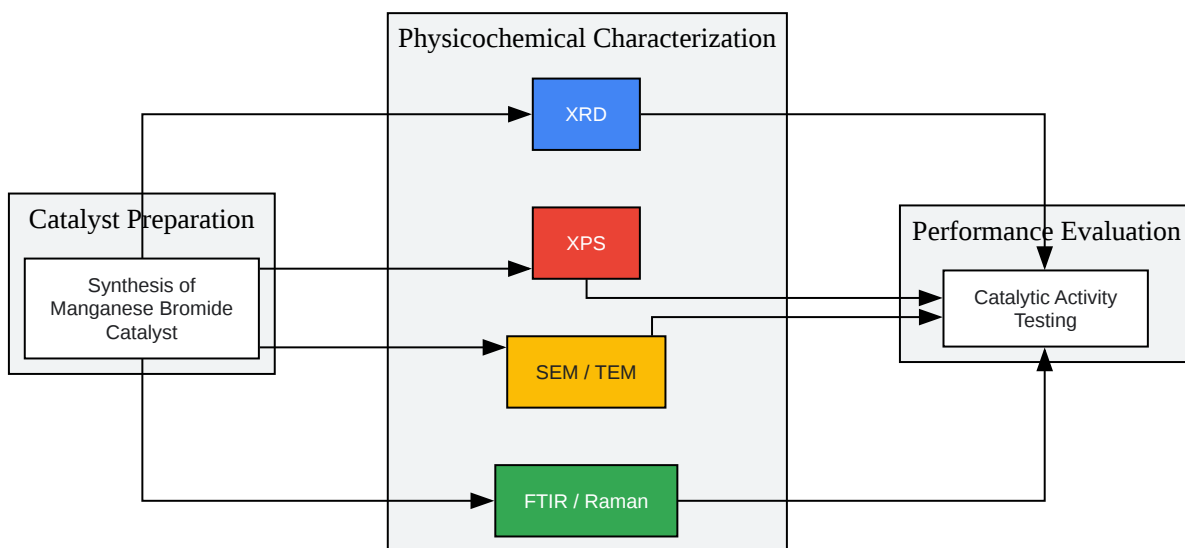 Physicochemical Characterization
XRD
Catalyst Preparation
XPS
Performance Evaluation
Synthesis of
Manganese Bromide
Catalyst
Catalytic Activity
Testing
SEM / TEM
FTIR / Raman